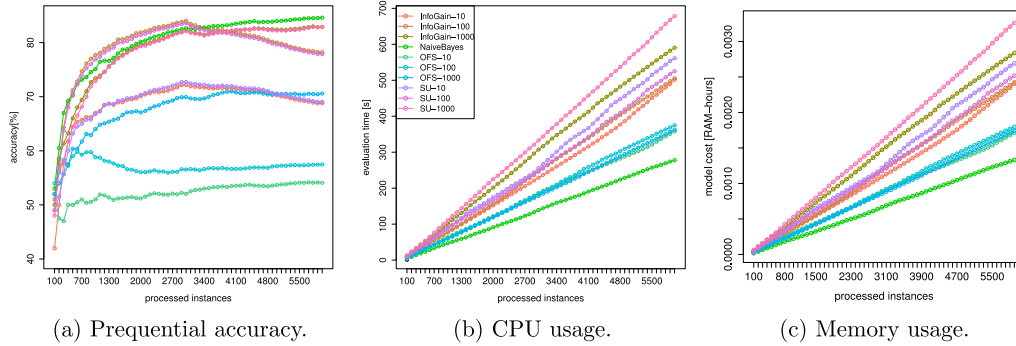 accuracy[%]
40 50 60 70 80
100 700 1400 2000 2700 3400 4100 4800 5500
processed instances
(a) Prequential accuracy.
evaluation time [s]
0 100 200 300 400 500 600 700
InfoGain-10
InfoGain-100
InfoGain-1000
NaiveBayes
OFS-10
OFS-100
OFS-1000
SU-10
SU-100
SU-1000
100 700 1400 2000 2700 3400 4100 4800 5500
processed instances
(b) CPU usage.
model cost [RAM-hours]
0.0000 0.0010 0.0020 0.0030
100 800 1500 2300 3100 3900 4700 5500
processed instances
(c) Memory usage.